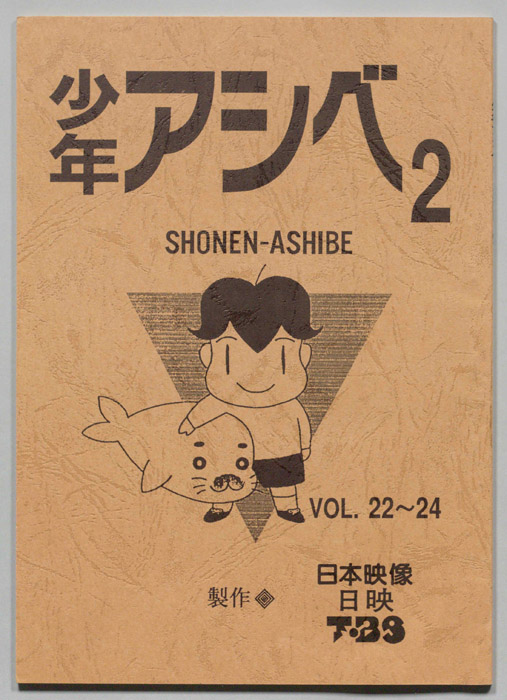 少年アシベ2
SHONEN-ASHIBE
VOL. 22～24
製作
日本映像
日映
T・BS